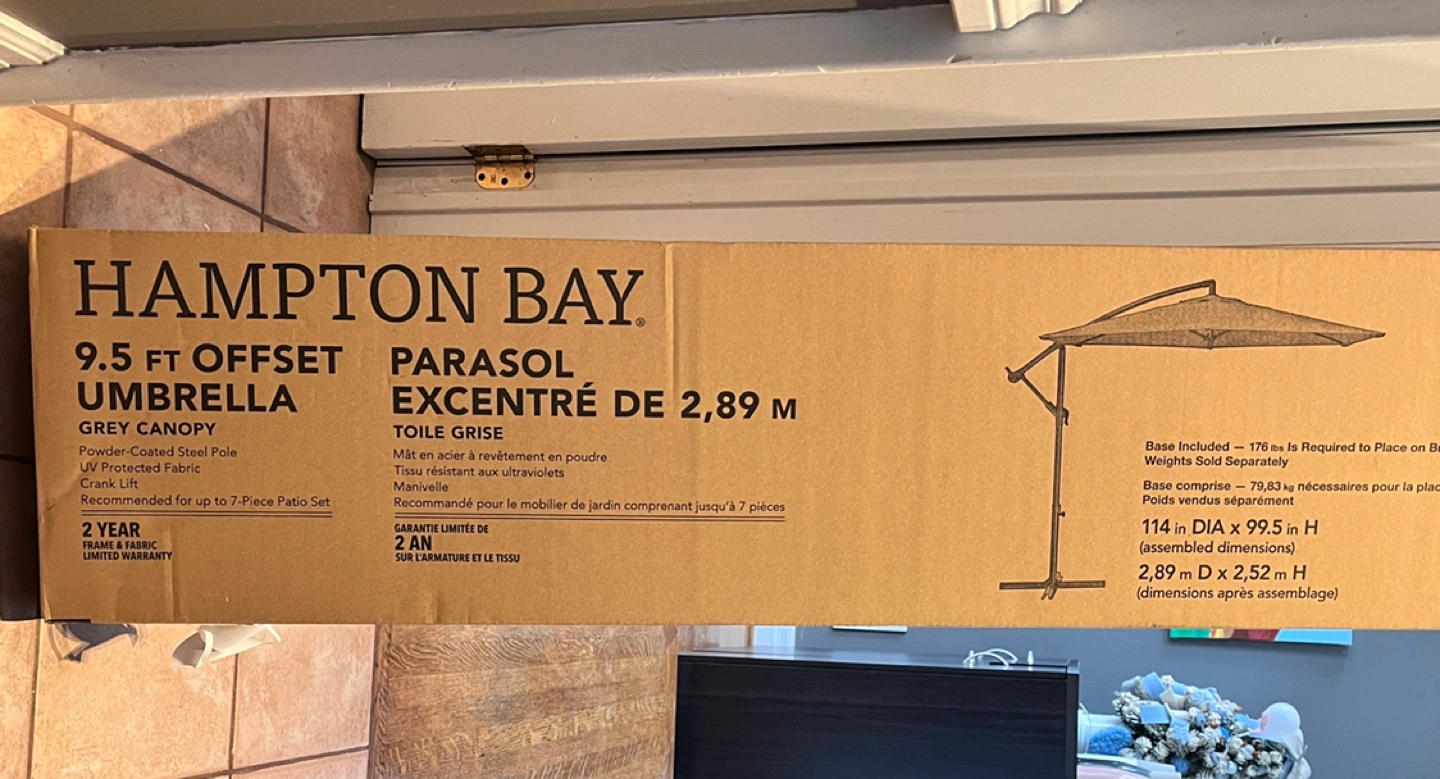 HAMPTON BAY®
9.5 FT OFFSET
UMBRELLA
GREY CANOPY
Powder-Coated Steel Pole
UV Protected Fabric
Crank Lift
Recommended for up to 7-Piece Patio Set
2 YEAR
FRAME & FABRIC
LIMITED WARRANTY
PARASOL
EXCENTRÉ DE 2,89 M
TOILE GRISE
Mât en acier à revêtement en poudre
Tissu résistant aux ultraviolets
Manivelle
Recommandé pour le mobilier de jardin comprenant jusqu'à 7 pièces
GARANTIE LIMITÉE DE
2 AN
SUR L'ARMATURE ET LE TISSU
Base Included — 176 lbs Is Required to Place on
Weights Sold Separately
Base comprise — 79,83 kg nécessaires pour la
Poids vendus séparément
114 in DIA x 99.5 in H
(assembled dimensions)
2,89 m D x 2,52 m H
(dimensions après assemblage)